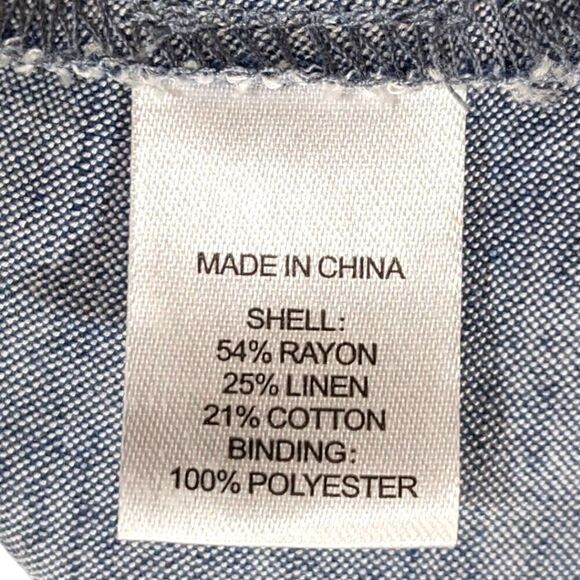 MADE IN CHINA
SHELL:
54% RAYON
25% LINEN
21% COTTON
BINDING:
100% POLYESTER